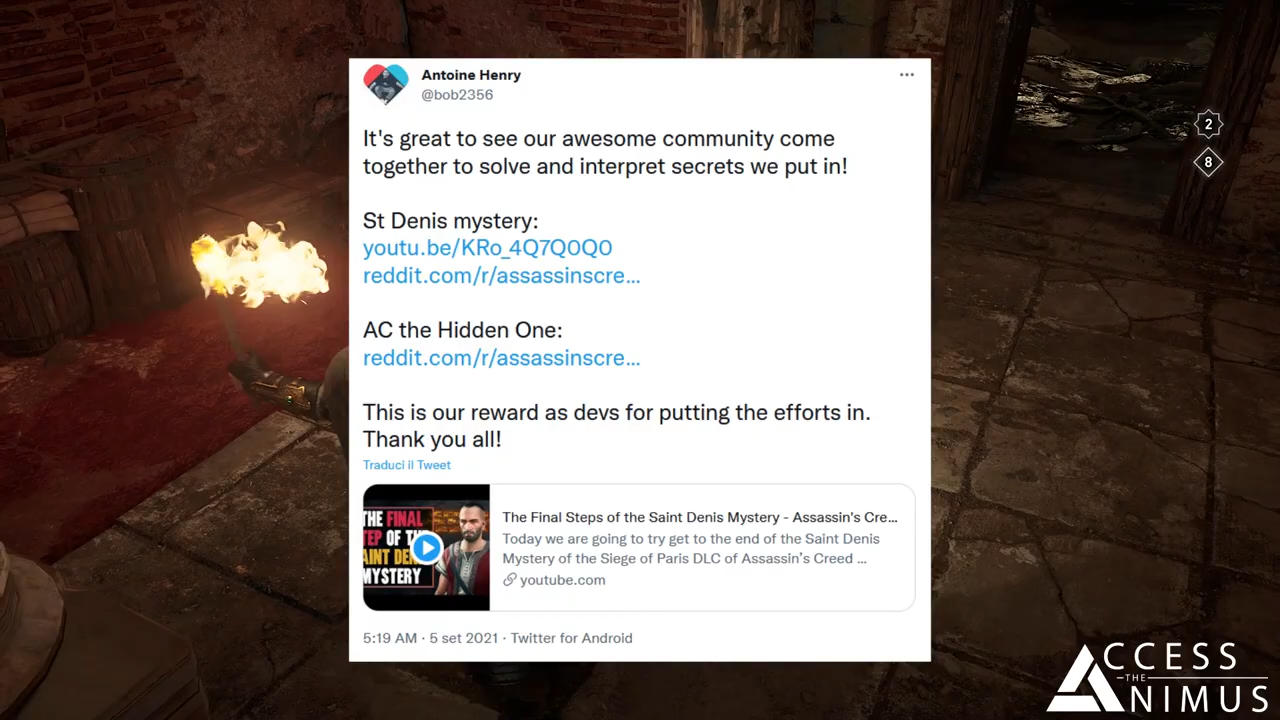 Antoine Henry
@bob2356
It's great to see our awesome community come
together to solve and interpret secrets we put in!
St Denis mystery:
youtu.be/KRo_4Q7Q0Q0
reddit.com/r/assassinscre...
AC the Hidden One:
reddit.com/r/assassinscre...
This is our reward as devs for putting the efforts in.
Thank you all!
Traduci il Tweet
THE FINAL
TEP OF TH
AINT DEN
MYSTERY
The Final Steps of the Saint Denis Mystery - Assassin's Cre...
Today we are going to try get to the end of the Saint Denis
Mystery of the Siege of Paris DLC of Assassin's Creed ...
youtube.com
5:19 AM · 5 set 2021 · Twitter for Android
2
8
ACCESS
THE
ANIMUS